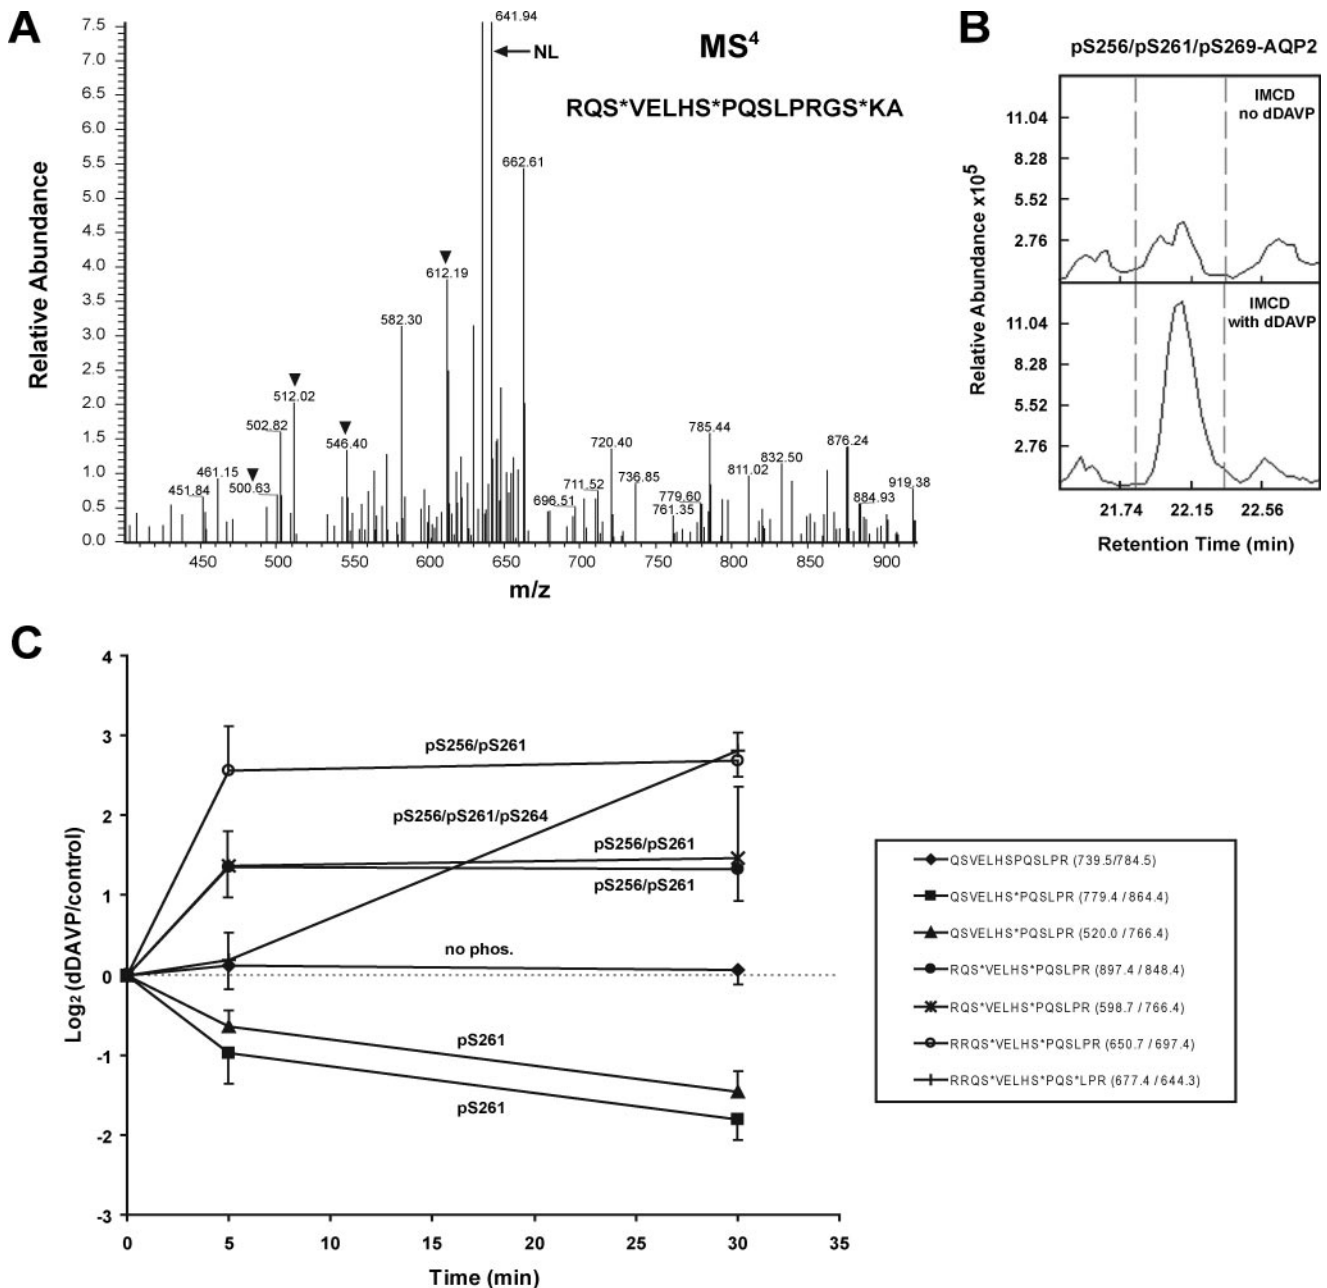 A
7.5
7.0
6.5
6.0
5.5
5.0
4.5
4.0
3.5
3.0
2.5
2.0
1.5
1.0
0.5
0.0
Relative Abundance
641.94
NL
MS4
RQS*VELHS*PQSLPRGS*KA
662.61
612.19
582.30
512.02
502.82
546.40
500.63
461.15
451.84
785.44
720.40
876.24
832.50
811.02
736.85
711.52
696.51
779.60
761.35
884.93
919.38
450
500
550
600
650
700
750
800
850
900
m/z
B
pS256/pS261/pS269-AQP2
IMCD
no dDAVP
11.04
8.28
5.52
2.76
Relative Abundance x105
IMCD
with dDAVP
11.04
8.28
5.52
2.76
21.74
22.15
22.56
Retention Time (min)
C
4
3
2
1
0
-1
-2
-3
Log2 (dDAVP/control)
pS256/pS261
pS256/pS261/pS264
pS256/pS261
pS256/pS261
no phos.
pS261
pS261
0
5
10
15
20
25
30
35
Time (min)
QSVELHSPQSLPR (739.5/784.5)
QSVELHS*PQSLPR (779.4/864.4)
QSVELHS*PQSLPR (520.0/766.4)
RQS*VELHS*PQSLPR (897.4/848.4)
RQS*VELHS*PQSLPR (598.7/766.4)
RRQS*VELHS*PQSLPR (650.7/697.4)
RRQS*VELHS*PQS*LPR (677.4/644.3)